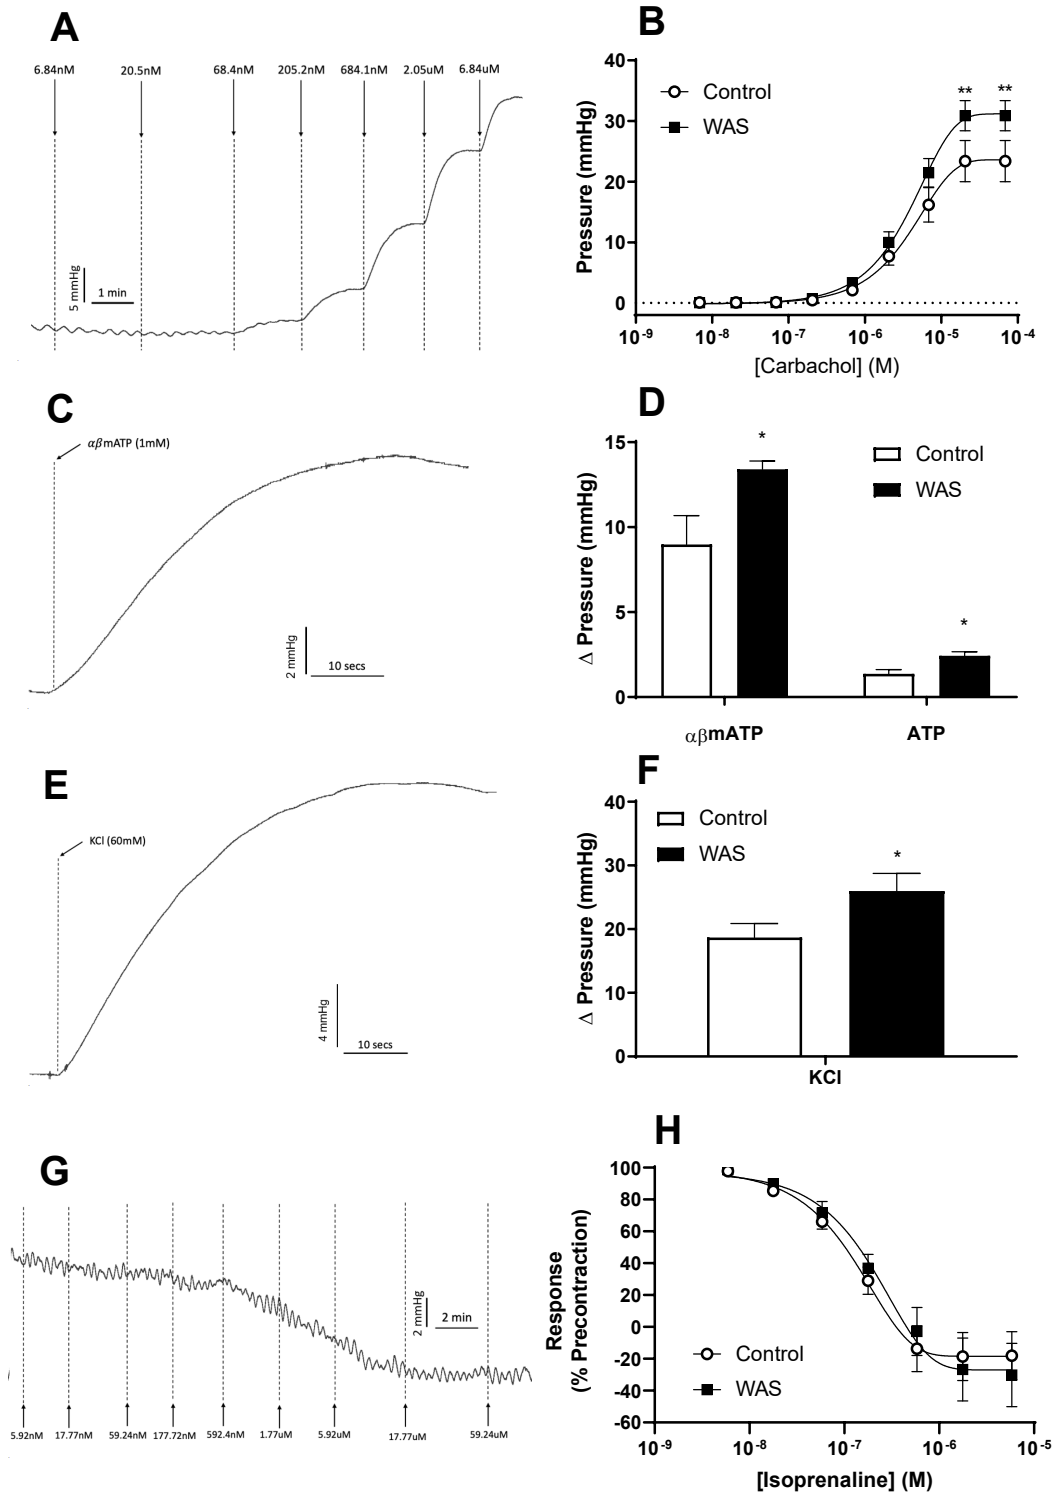 A
6.84nM 20.5nM 68.4nM 205.2nM 684.1nM 2.05uM 6.84uM
5 mmHg
1 min
B
Control
WAS
** **
Pressure (mmHg)
40
30
20
10
0
10-9 10-8 10-7 10-6 10-5 10-4
[Carbachol] (M)
C
αβmATP (1mM)
2 mmHg
10 secs
D
Control
WAS
*
*
Δ Pressure (mmHg)
15
10
5
0
αβmATP ATP
E
KCl (60mM)
4 mmHg
10 secs
F
Control
WAS
*
Δ Pressure (mmHg)
40
30
20
10
0
KCl
G
2 mmHg
2 min
5.92nM 17.77nM 59.24nM 177.72nM 592.4nM 1.77uM 5.92uM 17.77uM 59.24uM
H
Response
(% Precontraction)
100
80
60
40
20
0
-20
-40
-60
Control
WAS
10-9 10-8 10-7 10-6 10-5
[Isoprenaline] (M)